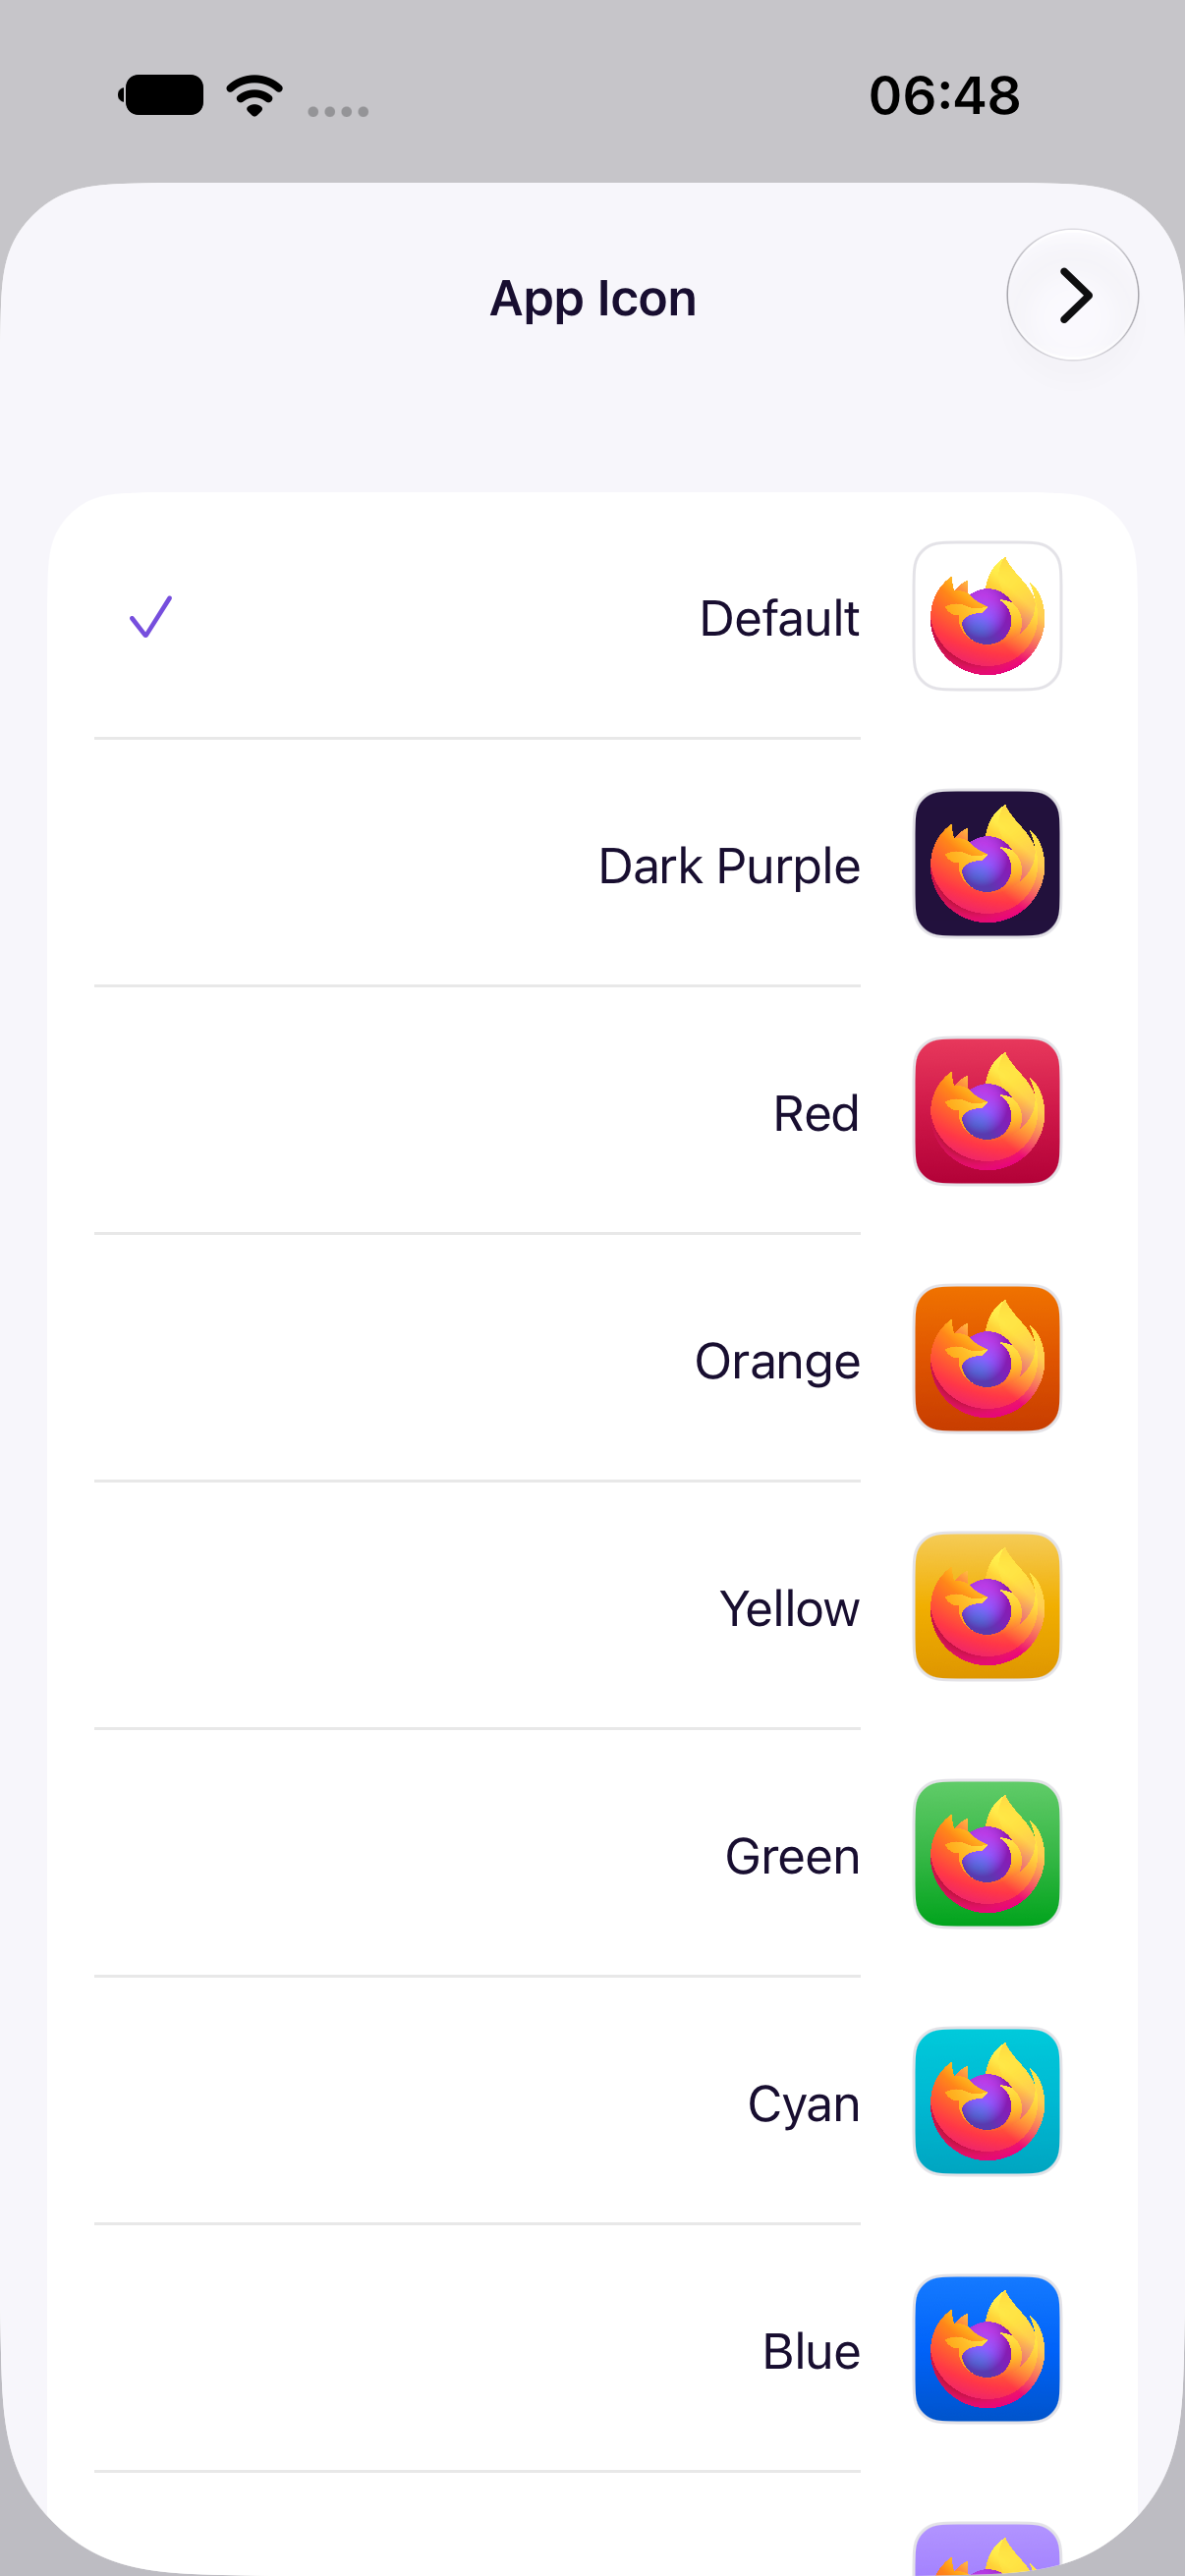 06:48
App Icon
Default
Dark Purple
Red
Orange
Yellow
Green
Cyan
Blue